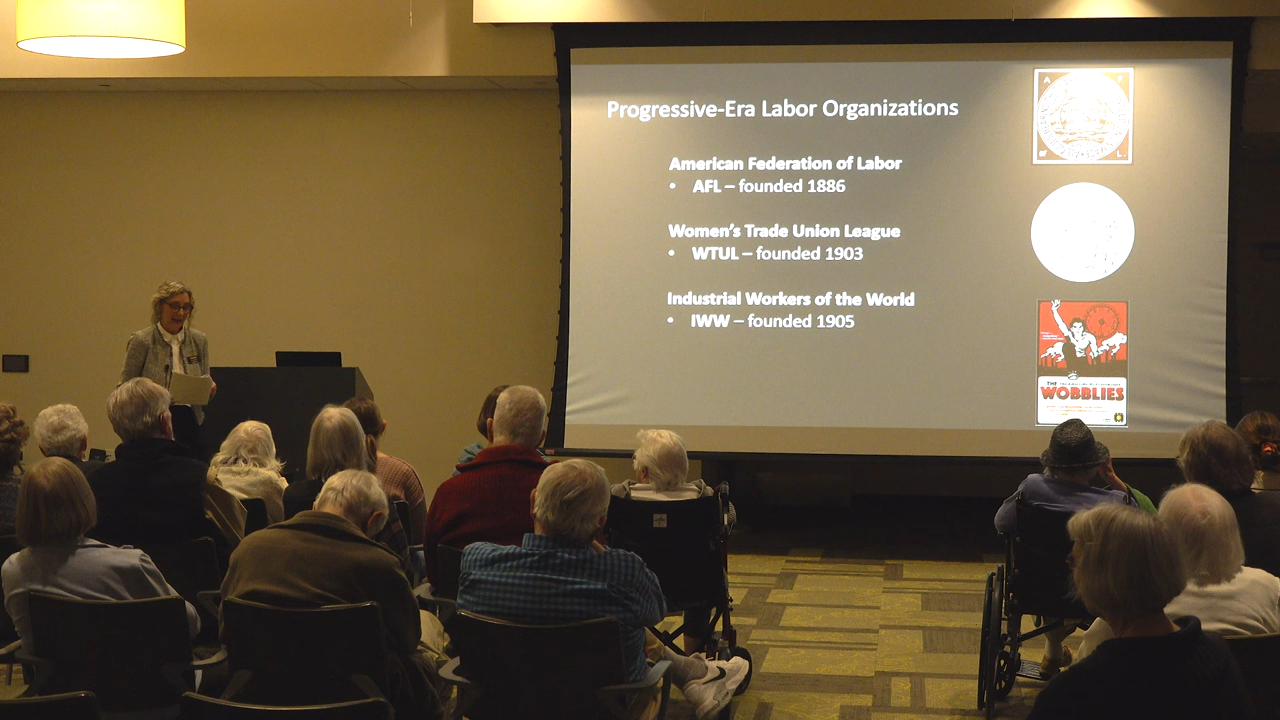 Progressive-Era Labor Organizations
American Federation of Labor
• AFL – founded 1886
Women's Trade Union League
• WTUL – founded 1903
Industrial Workers of the World
• IWW – founded 1905
A F
L.
THE
WOBBLIES